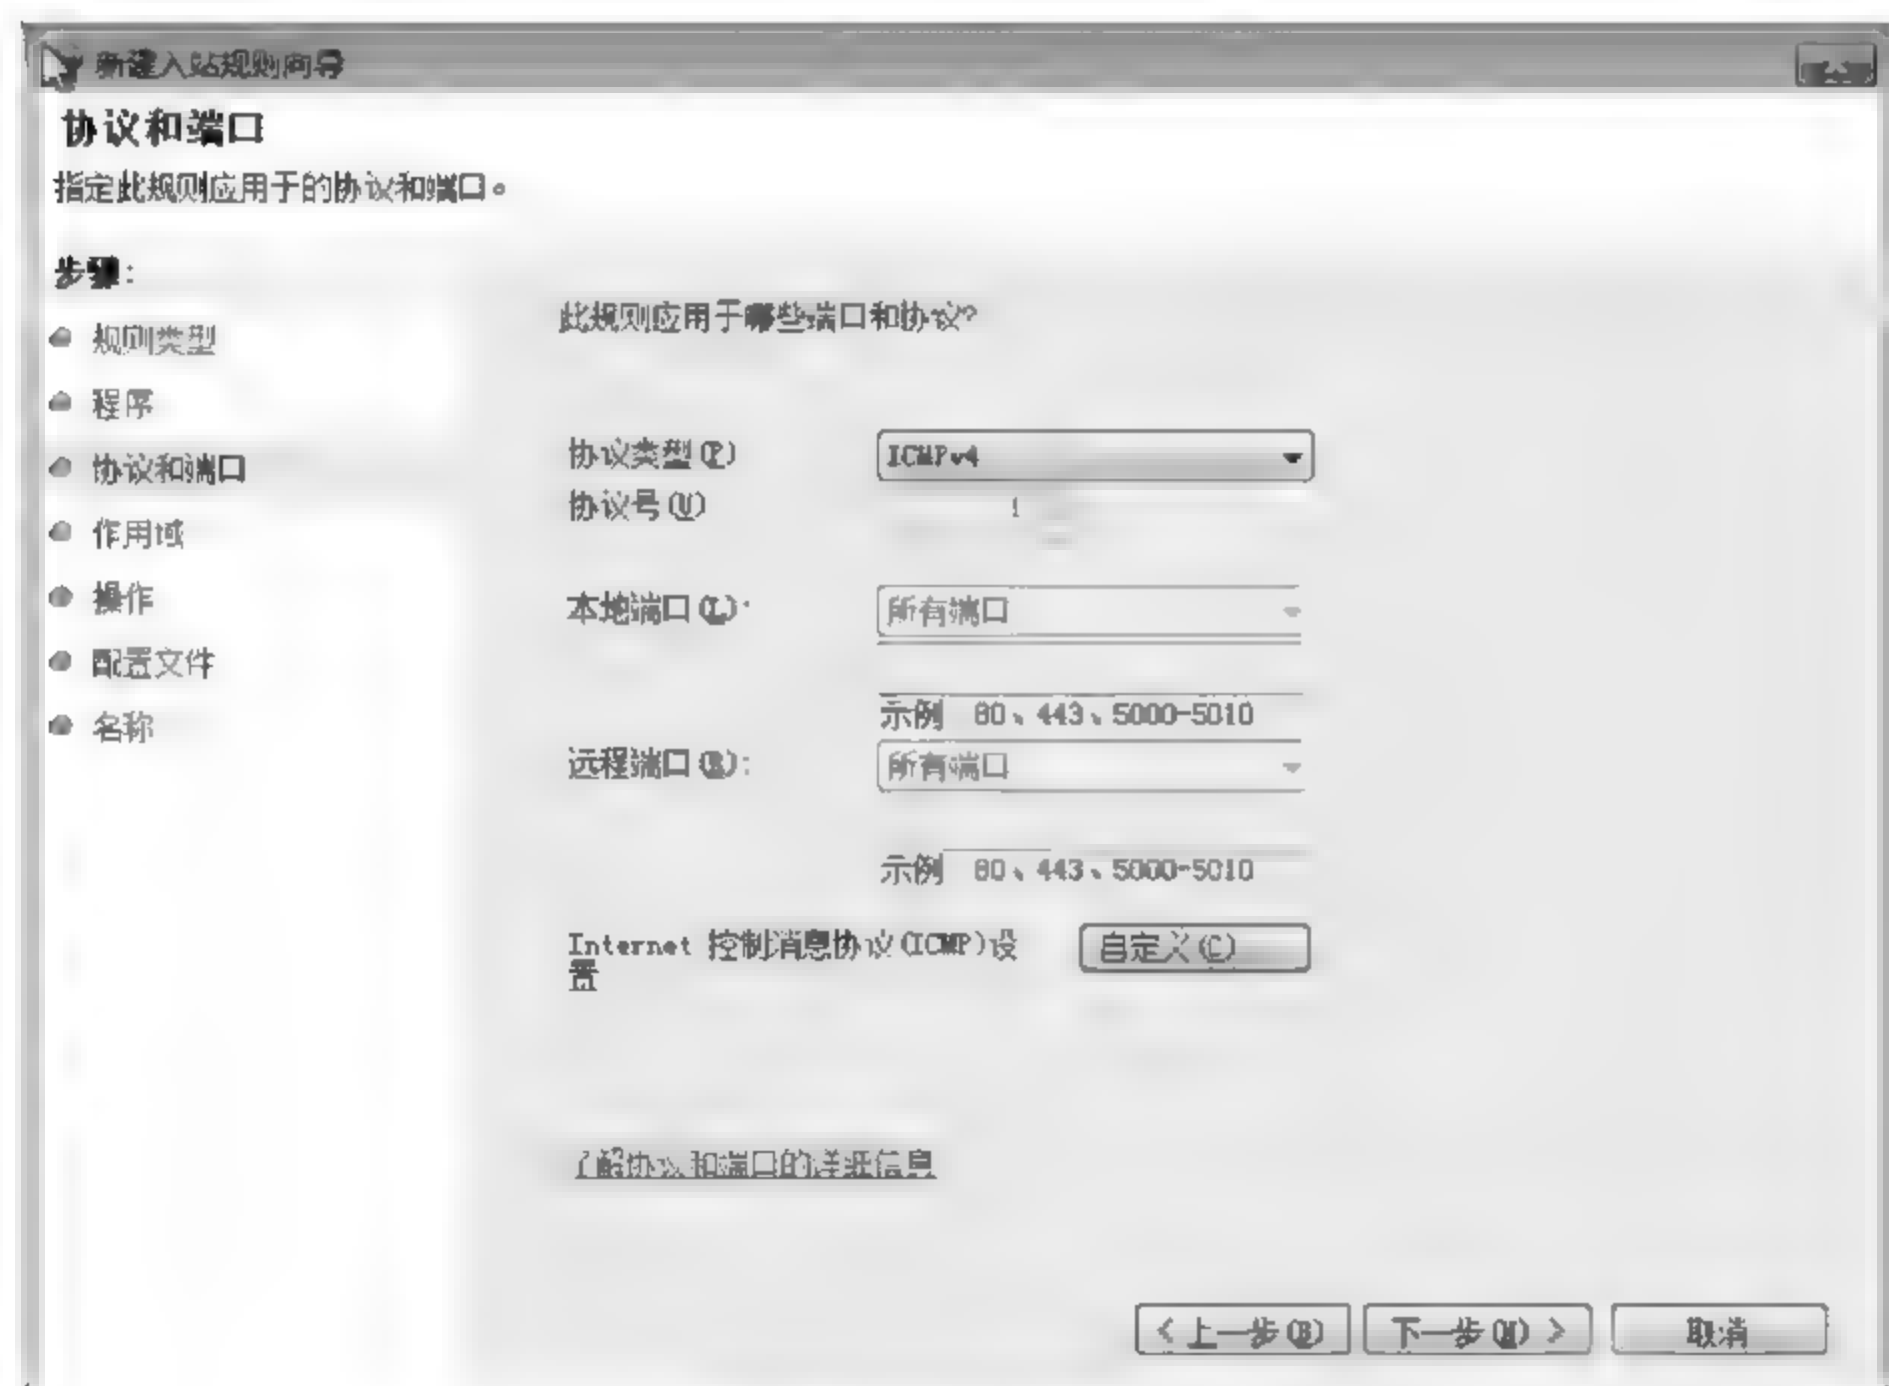 新建入站规则向导
协议和端口
指定此规则应用于的协议和端口。
步骤:
规则类型
程序
协议和端口
作用域
操作
配置文件
名称
此规则应用于哪些端口和协议?
协议类型(P)
ICMPv4
协议号(U)
1
本地端口(L):
所有端口
示例 80、443、5000-5010
远程端口(R):
所有端口
示例 80、443、5000-5010
Internet 控制消息协议(ICMP)设
置
自定义(C)
了解协议和端口的详细信息
< 上一步(B)
下一步(N) >
取消